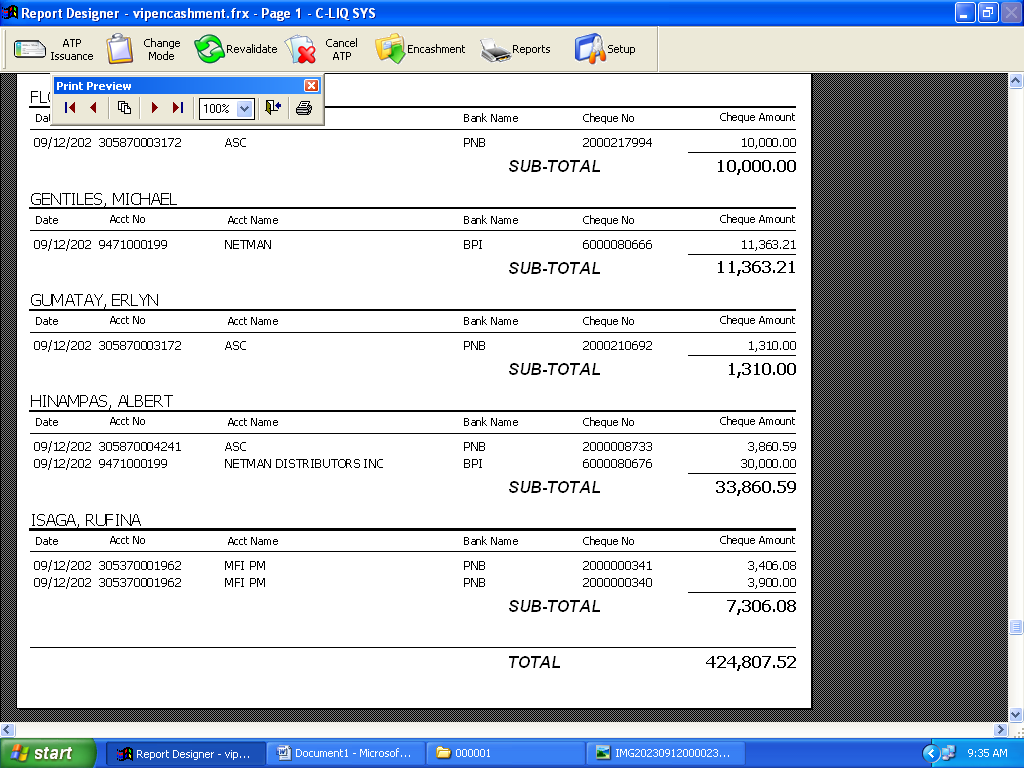 Report Designer - vipencashment.frx - Page 1 - C-LIQ SYS
ATP Issuance
Change Mode
Revalidate
Cancel ATP
Encashment
Reports
Setup
Print Preview
100%
Bank Name Cheque No Cheque Amount
09/12/202 305870003172 ASC PNB 2000217994 10,000.00
SUB-TOTAL 10,000.00
GENTILES, MICHAEL
Date Acct No Acct Name Bank Name Cheque No Cheque Amount
09/12/202 9471000199 NETMAN BPI 6000080666 11,363.21
SUB-TOTAL 11,363.21
GUMATAY, ERLYN
Date Acct No Acct Name Bank Name Cheque No Cheque Amount
09/12/202 305870003172 ASC PNB 2000210692 1,310.00
SUB-TOTAL 1,310.00
HINAMPAS, ALBERT
Date Acct No Acct Name Bank Name Cheque No Cheque Amount
09/12/202 305870004241 ASC PNB 2000008733 3,860.59
09/12/202 9471000199 NETMAN DISTRIBUTORS INC BPI 6000080676 30,000.00
SUB-TOTAL 33,860.59
ISAGA, RUFINA
Date Acct No Acct Name Bank Name Cheque No Cheque Amount
09/12/202 305370001962 MFI PM PNB 2000000341 3,406.08
09/12/202 305370001962 MFI PM PNB 2000000340 3,900.00
SUB-TOTAL 7,306.08
TOTAL 424,807.52
start Report Designer - vip... Document1 - Microsof... 000001 IMG20230912000023... 9:35 AM